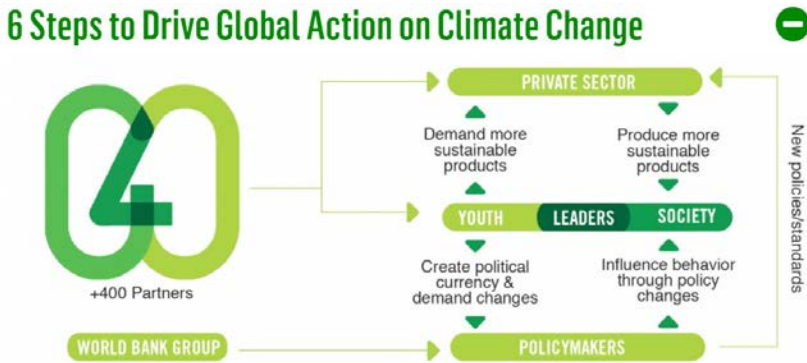 6 Steps to Drive Global Action on Climate Change
PRIVATE SECTOR
Demand more
sustainable
products
Produce more
sustainable
products
New policies/standards
4
YOUTH
LEADERS
SOCIETY
+400 Partners
Create political
currency &
demand changes
Influence behavior
through policy
changes
WORLD BANK GROUP
POLICYMAKERS